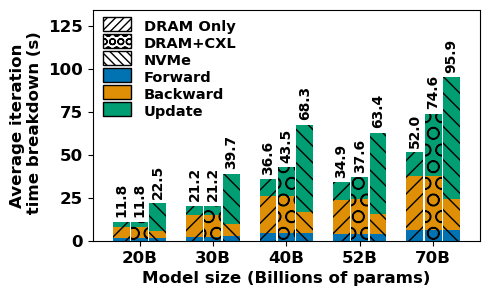 Average iteration
time breakdown (s)
125
100
75
50
25
0
DRAM Only
DRAM+CXL
NVMe
Forward
Backward
Update
11.8
11.8
22.5
21.2
21.2
39.7
36.6
43.5
68.3
34.9
37.6
63.4
52.0
74.6
95.9
20B
30B
40B
52B
70B
Model size (Billions of params)